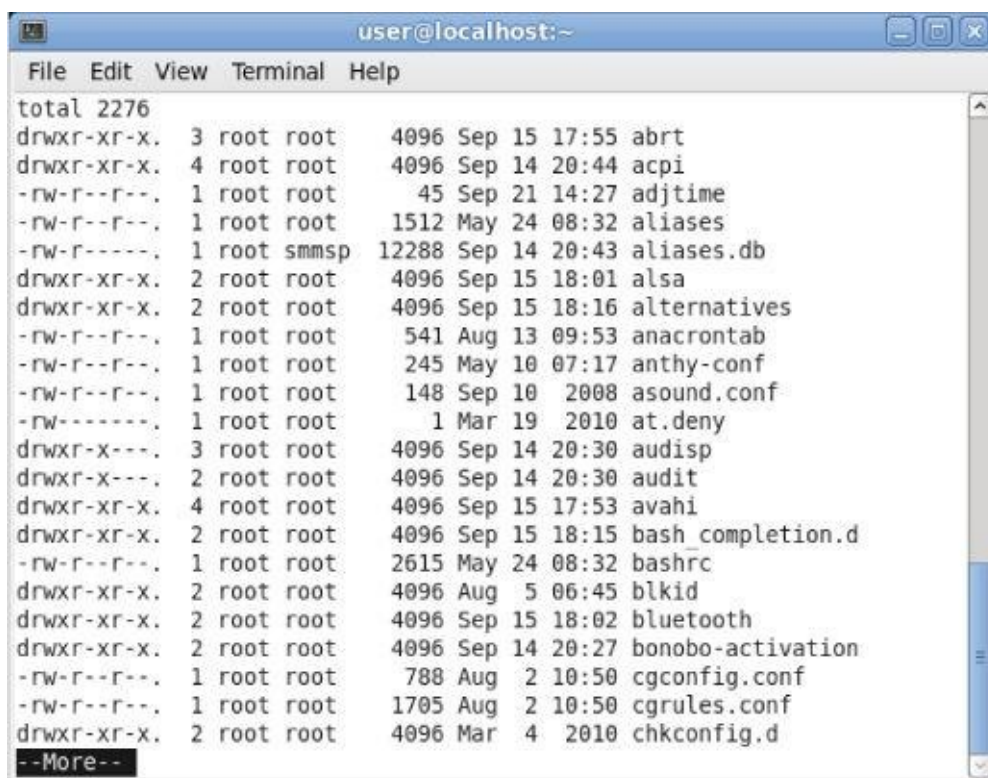 user@localhost:~
File Edit View Terminal Help
total 2276
drwxr-xr-x.  3 root root    4096 Sep 15 17:55 abrt
drwxr-xr-x.  4 root root    4096 Sep 14 20:44 acpi
-rw-r--r--.  1 root root      45 Sep 21 14:27 adjtime
-rw-r--r--.  1 root root    1512 May 24 08:32 aliases
-rw-r-----.  1 root smmsp  12288 Sep 14 20:43 aliases.db
drwxr-xr-x.  2 root root    4096 Sep 15 18:01 alsa
drwxr-xr-x.  2 root root    4096 Sep 15 18:16 alternatives
-rw-r--r--.  1 root root     541 Aug 13 09:53 anacrontab
-rw-r--r--.  1 root root     245 May 10 07:17 anthy-conf
-rw-r--r--.  1 root root     148 Sep 10  2008 asound.conf
-rw-------.  1 root root       1 Mar 19  2010 at.deny
drwxr-x---.  3 root root    4096 Sep 14 20:30 audisp
drwxr-x---.  2 root root    4096 Sep 14 20:30 audit
drwxr-xr-x.  4 root root    4096 Sep 15 17:53 avahi
drwxr-xr-x.  2 root root    4096 Sep 15 18:15 bash_completion.d
-rw-r--r--.  1 root root    2615 May 24 08:32 bashrc
drwxr-xr-x.  2 root root    4096 Aug  5 06:45 blkid
drwxr-xr-x.  2 root root    4096 Sep 15 18:02 bluetooth
drwxr-xr-x.  2 root root    4096 Sep 14 20:27 bonobo-activation
-rw-r--r--.  1 root root     788 Aug  2 10:50 cgconfig.conf
-rw-r--r--.  1 root root    1705 Aug  2 10:50 cgrules.conf
drwxr-xr-x.  2 root root    4096 Mar  4  2010 chkconfig.d
--More--